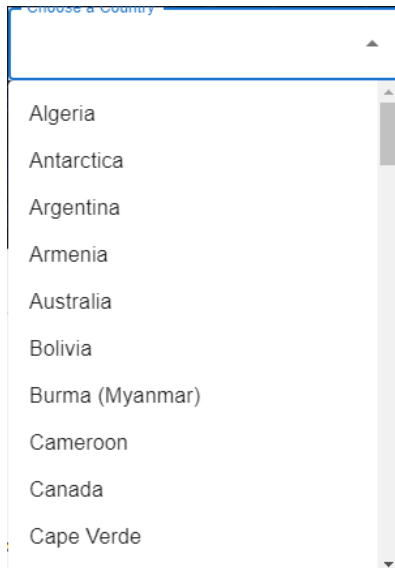 Choose a Country
Algeria
Antarctica
Argentina
Armenia
Australia
Bolivia
Burma (Myanmar)
Cameroon
Canada
Cape Verde